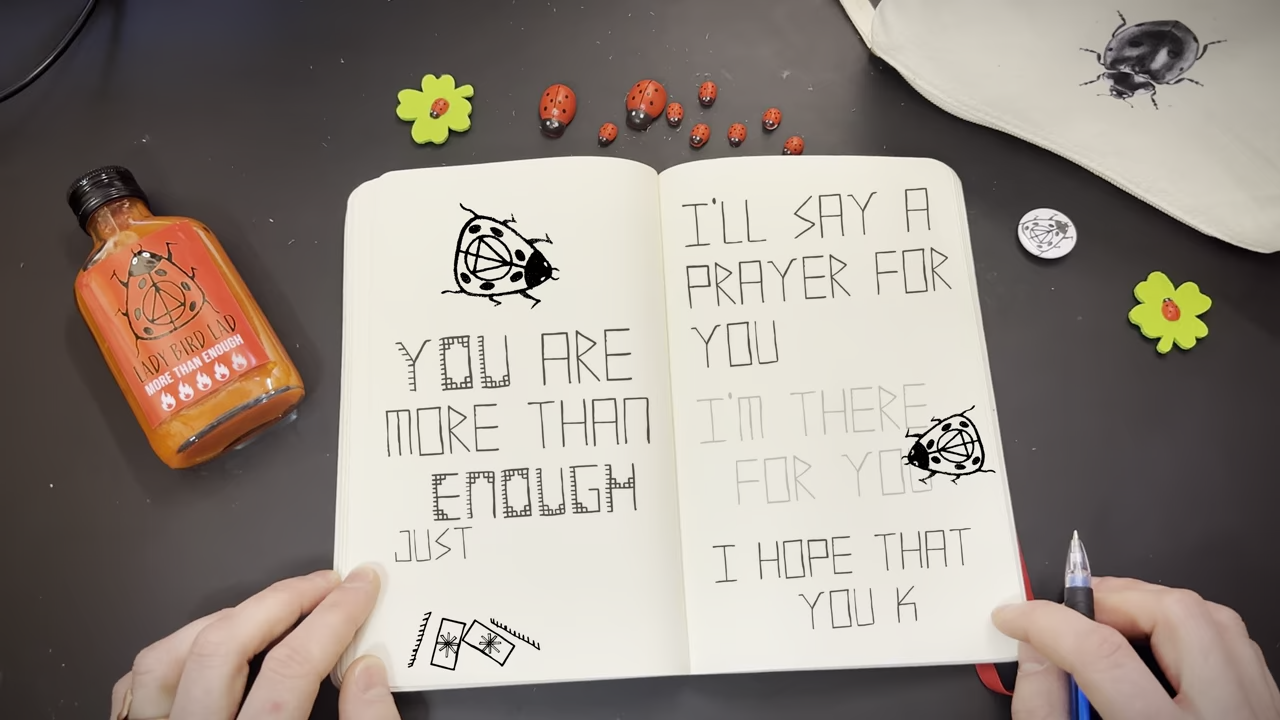 LADY BIRD LAD
MORE THAN ENOUGH
YOU ARE
MORE THAN
ENOUGH
JUST
I'LL SAY A
PRAYER FOR
YOU
I'M THERE
FOR YOU
I HOPE THAT
YOU K